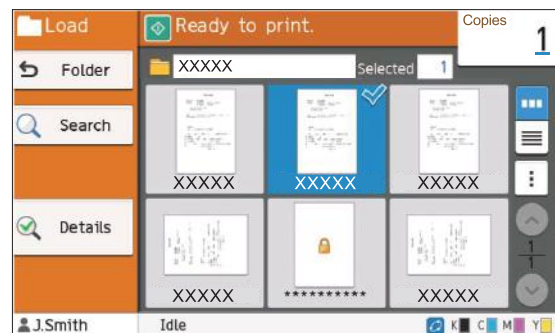 Load
Ready to print.
Copies
1
Folder
XXXXX
Selected
1
Search
XXXXX
XXXXX
XXXXX
Details
1
1
XXXXX
**********
XXXXX
J.Smith
Idle
K
C
M
Y